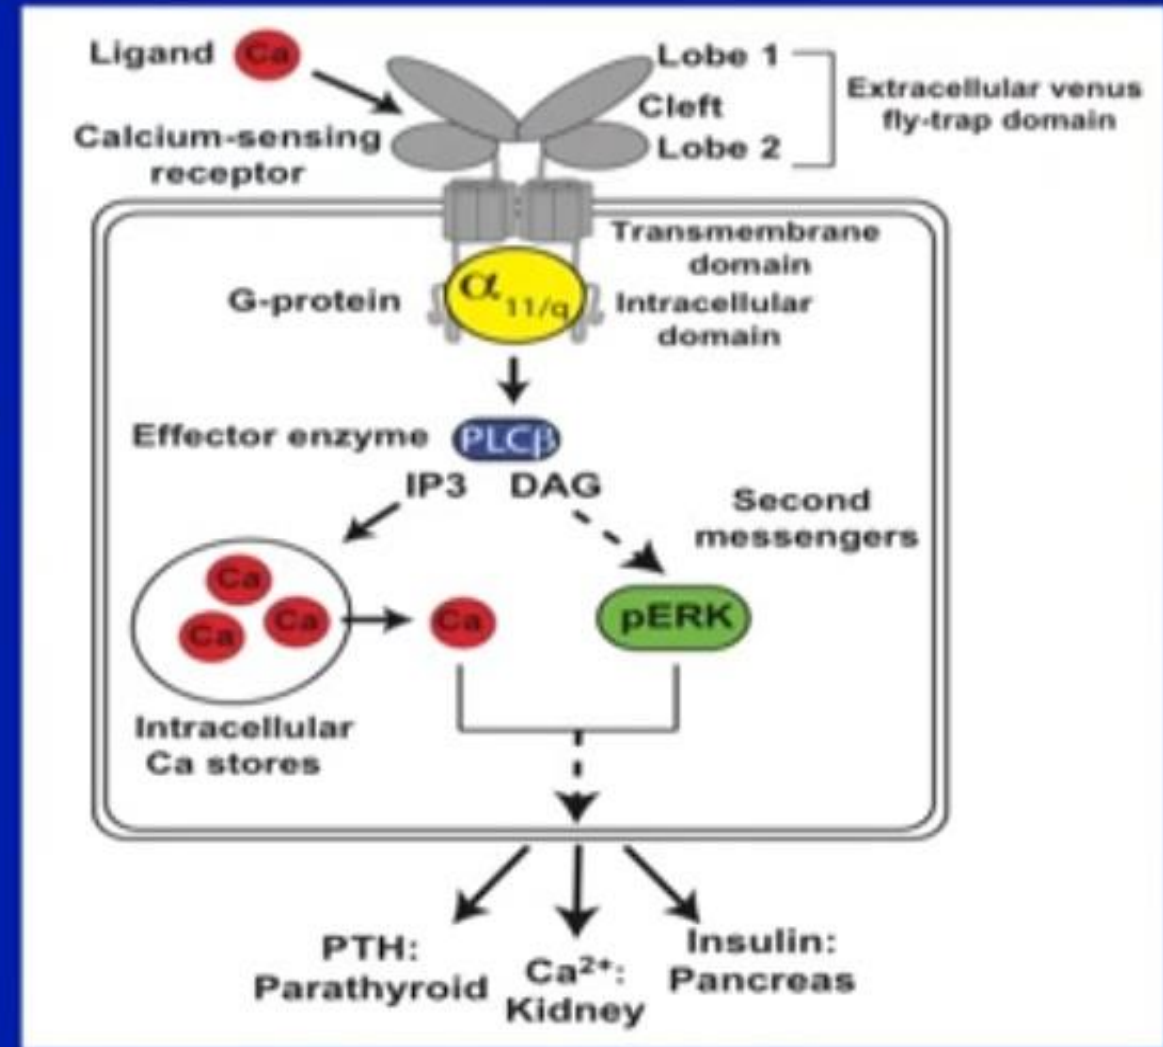 Ligand Ca
Lobe 1
Cleft
Lobe 2
Extracellular venus
fly-trap domain
Calcium-sensing
receptor
Transmembrane
domain
G-protein
α 11/q
Intracellular
domain
Effector enzyme
PLCβ
IP3 DAG
Second
messengers
Ca
Ca
Ca
Ca
pERK
Intracellular
Ca stores
PTH:
Parathyroid
Ca²⁺:
Kidney
Insulin:
Pancreas